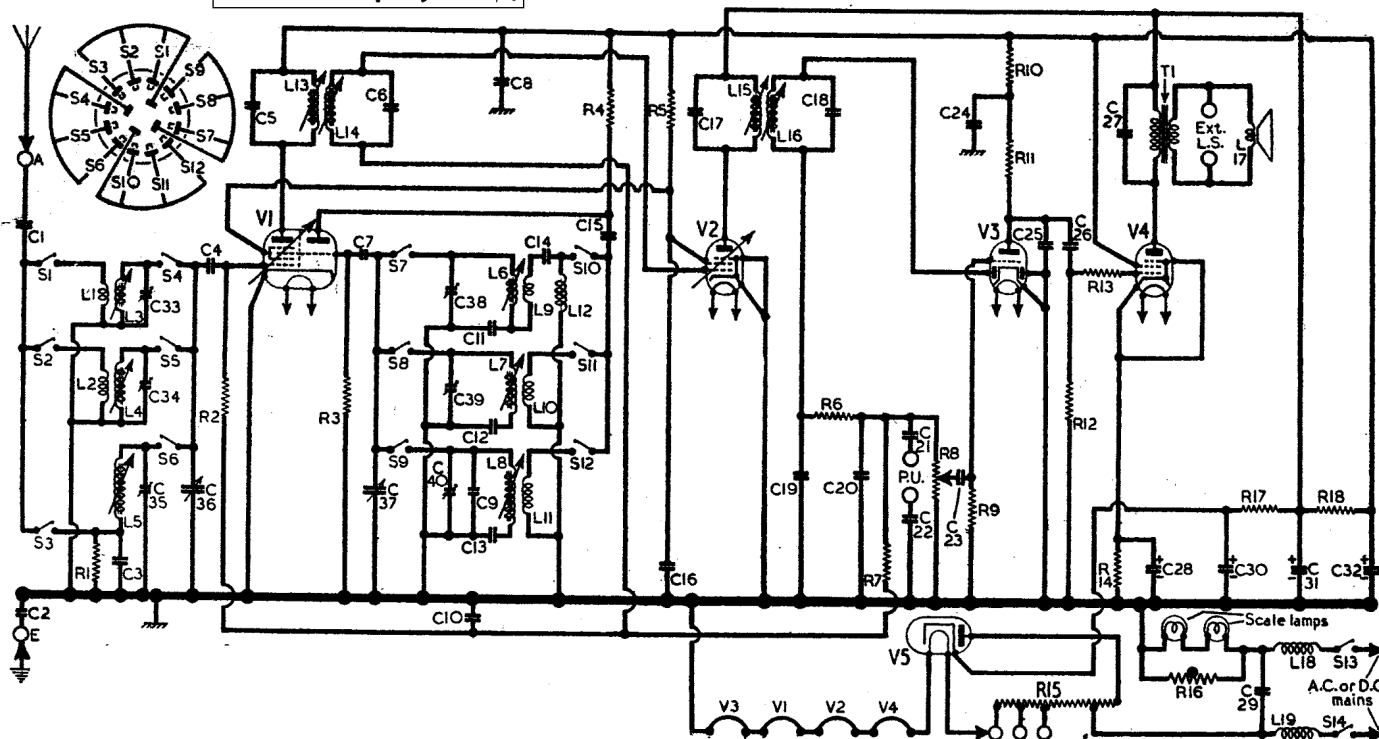 S2 S1
S3 S9
S4 S8
S5 S7
S6 S12
S10 S11
A
C1
S1
L1
L3
C33
S4
C4
S2
L2
L4
C34
S5
R2
S3
R1
L5
C3
S6
C35
C36
C2
E
C5
L13
L14
C6
C8
R4
R5
V1
C7
S7
R3
C38
L6
L9
C14
S10
C15
L12
C11
S8
C39
L7
L10
S11
C12
S9
C37
C40
C9
L8
L11
S12
C13
C10
C16
C17
L15
L16
C18
V2
R6
C19
C20
R7
C21
P.U.
C22
R8
C23
R9
R10
C24
R11
V3
C25
C26
R13
R12
V4
C27
T1
Ext.
L.S.
L17
R14
C28
R17
R18
C30
C31
C32
Scale lamps
V5
R15
R16
C29
L18
S13
A.C. or D.C
mains
L19
S14
V3 V1 V2 V4